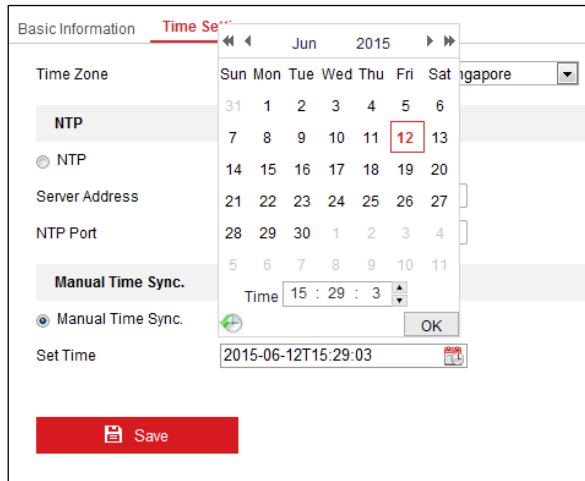 Basic Information Time Se
Jun 2015
Time Zone
Sun Mon Tue Wed Thu Fri Sat
ngapore
31 1 2 3 4 5 6
NTP
7 8 9 10 11 12 13
NTP
14 15 16 17 18 19 20
Server Address
21 22 23 24 25 26 27
NTP Port
28 29 30 1 2 3 4
5 6 7 8 9 10 11
Manual Time Sync.
Time 15 : 29 : 3
Manual Time Sync.
OK
Set Time
2015-06-12T15:29:03
Save